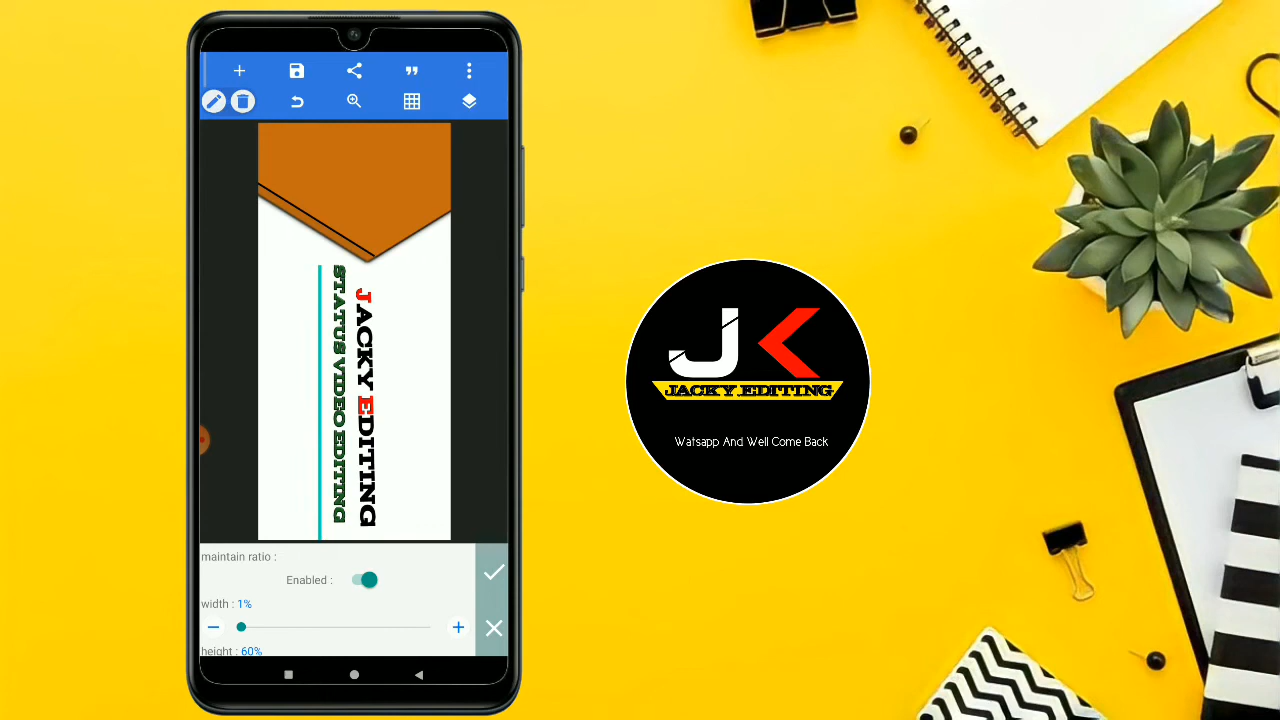 JACKY EDITING
STATUS VIDEO EDITING
maintain ratio :
Enabled :
width : 1%
height : 60%
JK
JACKY EDITTING
Watsapp And Well Come Back